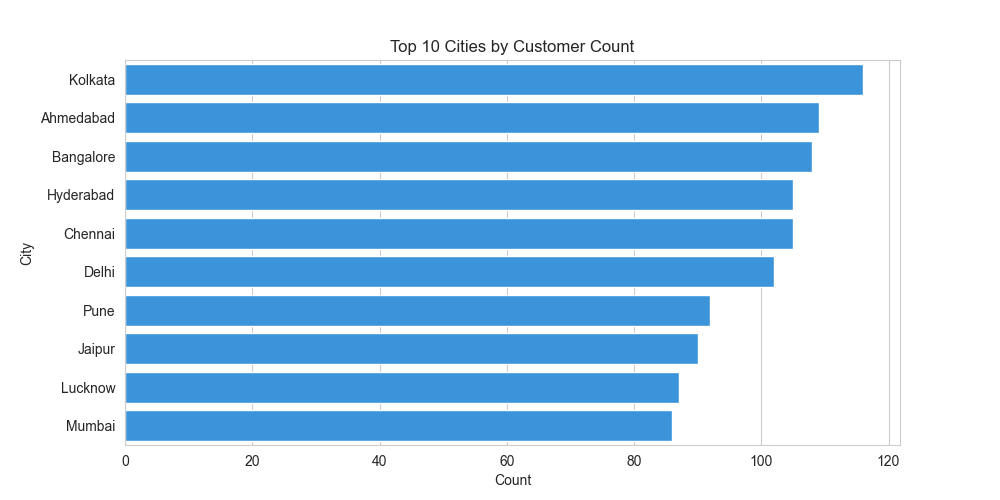 Top 10 Cities by Customer Count
Kolkata
Ahmedabad
Bangalore
Hyderabad
Chennai
Delhi
Pune
Jaipur
Lucknow
Mumbai
City
0 20 40 60 80 100 120
Count